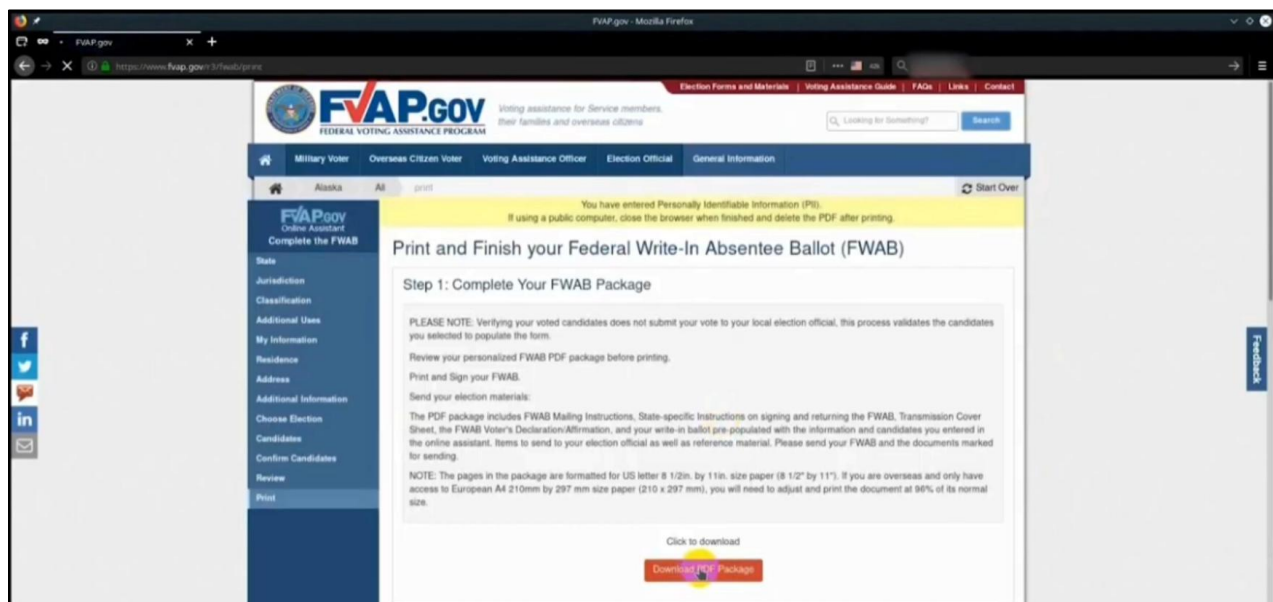 FVAP.gov - Mozilla Firefox
FVAP.gov
https://www.fvap.gov/r3/fwab/print
Election Forms and Materials | Voting Assistance Guide | FAQs | Links | Contact
FVAP.GOV
FEDERAL VOTING ASSISTANCE PROGRAM
Voting assistance for Service members,
their families and overseas citizens
Looking for Something?
Search
Military Voter Overseas Citizen Voter Voting Assistance Officer Election Official General Information
Alaska All print
Start Over
FVAP.GOV
Online Assistant
Complete the FWAB
State
Jurisdiction
Classification
Additional Uses
My Information
Residence
Address
Additional Information
Choose Election
Candidates
Confirm Candidates
Review
Print
You have entered Personally Identifiable Information (PII).
If using a public computer, close the browser when finished and delete the PDF after printing.
Print and Finish your Federal Write-In Absentee Ballot (FWAB)
Step 1: Complete Your FWAB Package
PLEASE NOTE: Verifying your voted candidates does not submit your vote to your local election official, this process validates the candidates
you selected to populate the form.
Review your personalized FWAB PDF package before printing.
Print and Sign your FWAB.
Send your election materials:
The PDF package includes FWAB Mailing Instructions, State-specific Instructions on signing and returning the FWAB, Transmission Cover
Sheet, the FWAB Voter's Declaration/Affirmation, and your write-in ballot pre-populated with the information and candidates you entered in
the online assistant. Items to send to your election official as well as reference material. Please send your FWAB and the documents marked
for sending.
NOTE: The pages in the package are formatted for US letter 8 1/2in. by 11in. size paper (8 1/2" by 11"). If you are overseas and only have
access to European A4 210mm by 297 mm size paper (210 x 297 mm), you will need to adjust and print the document at 96% of its normal
size.
Click to download
Download PDF Package
f
in
Feedback